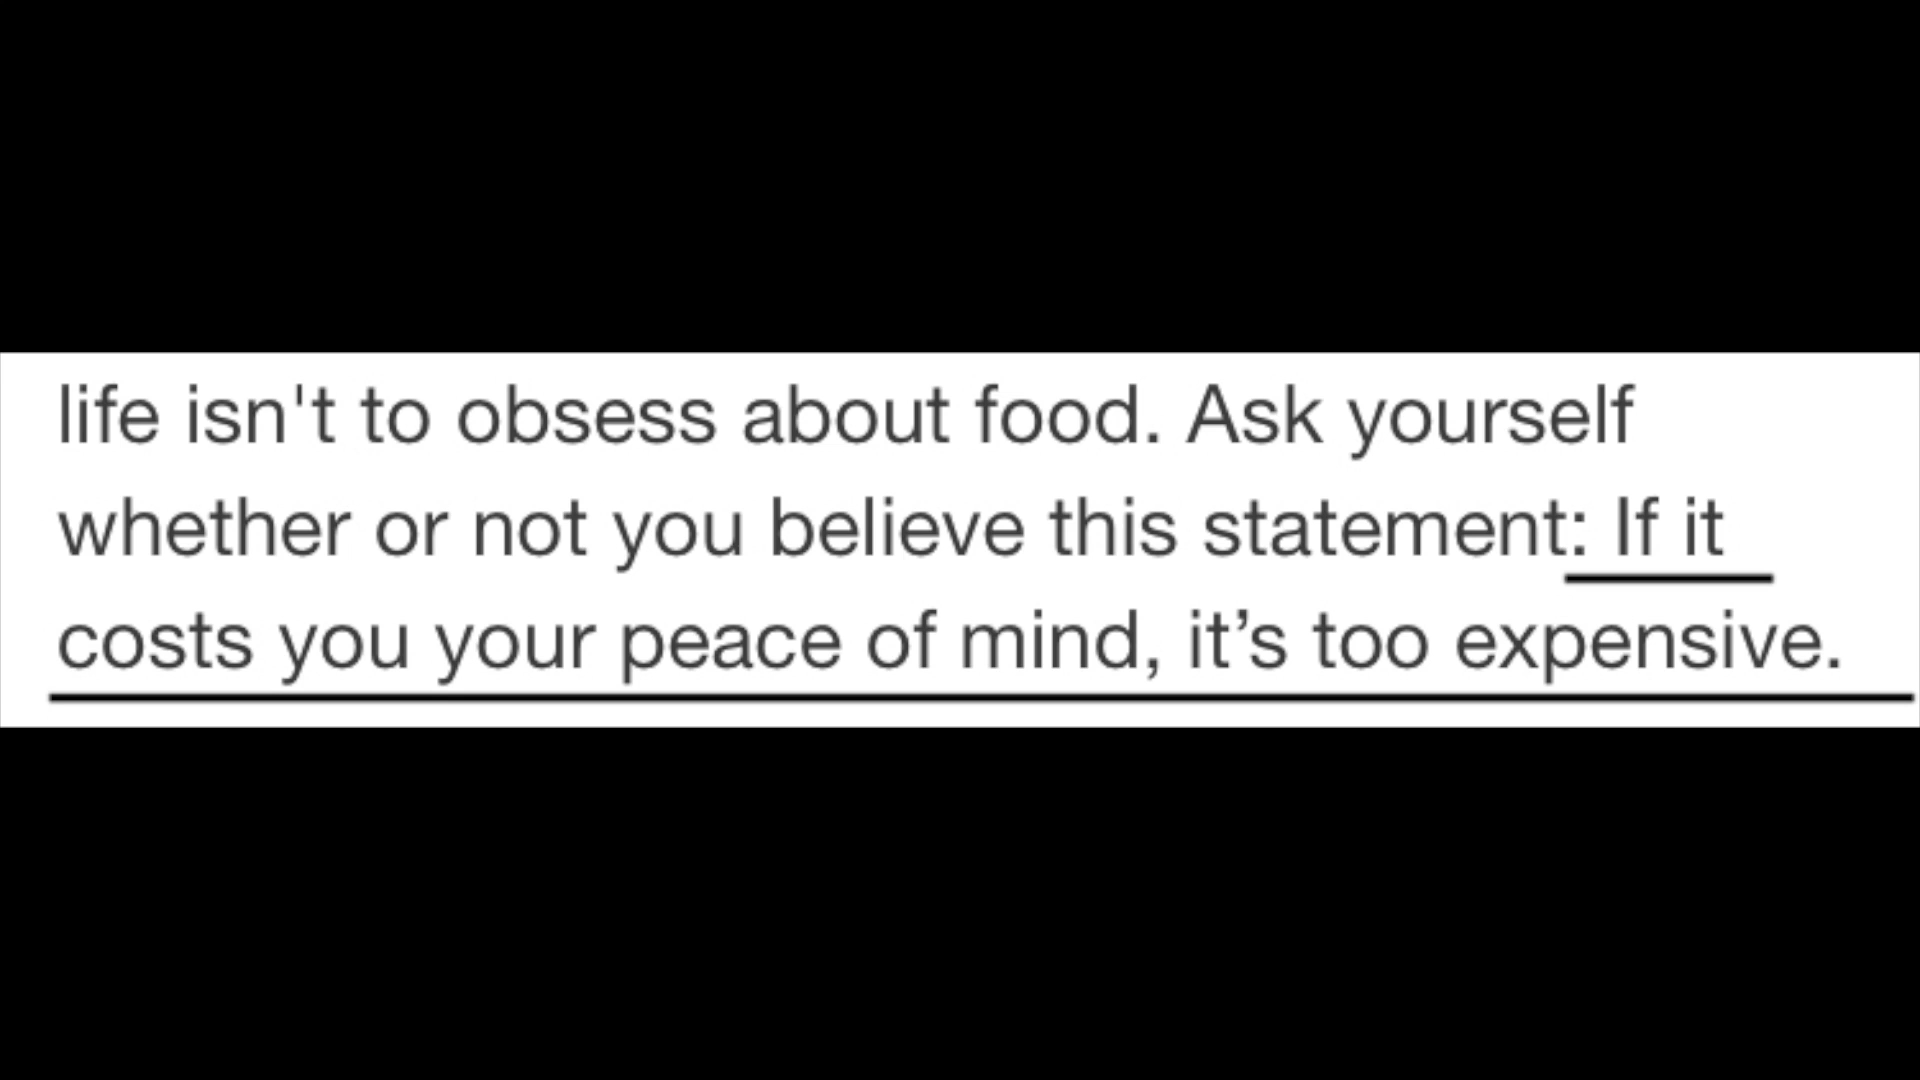 life isn't to obsess about food. Ask yourself
whether or not you believe this statement: If it
costs you your peace of mind, it’s too expensive.